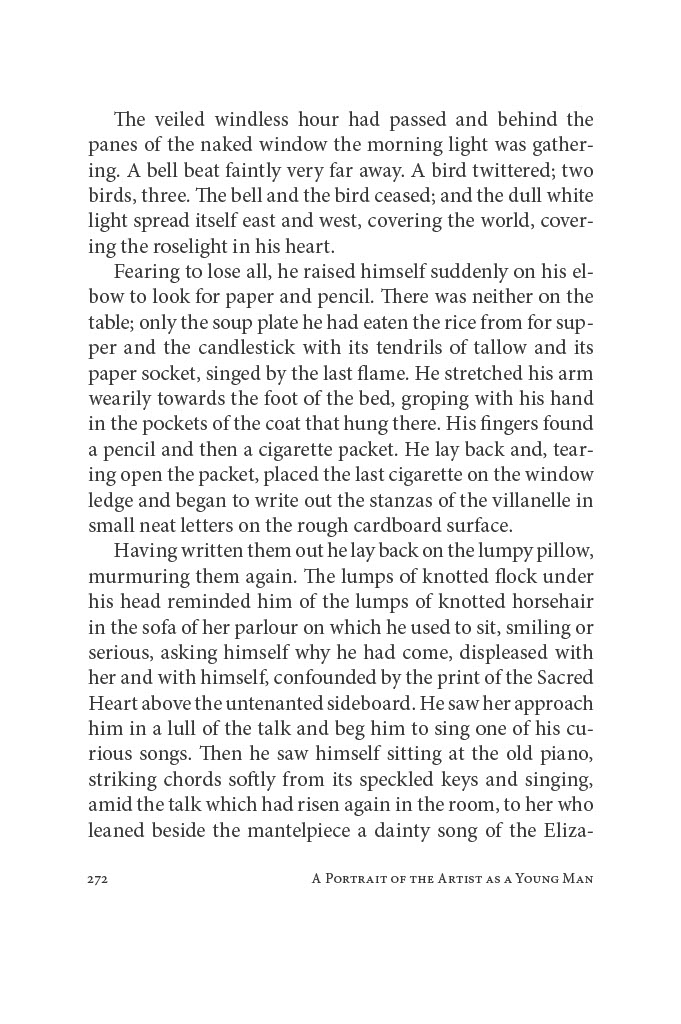 The veiled windless hour had passed and behind the
panes of the naked window the morning light was gather-
ing. A bell beat faintly very far away. A bird twittered; two
birds, three. The bell and the bird ceased; and the dull white
light spread itself east and west, covering the world, cover-
ing the roselight in his heart.
Fearing to lose all, he raised himself suddenly on his el-
bow to look for paper and pencil. There was neither on the
table; only the soup plate he had eaten the rice from for sup-
per and the candlestick with its tendrils of tallow and its
paper socket, singed by the last flame. He stretched his arm
wearily towards the foot of the bed, groping with his hand
in the pockets of the coat that hung there. His fingers found
a pencil and then a cigarette packet. He lay back and, tear-
ing open the packet, placed the last cigarette on the window
ledge and began to write out the stanzas of the villanelle in
small neat letters on the rough cardboard surface.
Having written them out he lay back on the lumpy pillow,
murmuring them again. The lumps of knotted flock under
his head reminded him of the lumps of knotted horsehair
in the sofa of her parlour on which he used to sit, smiling or
serious, asking himself why he had come, displeased with
her and with himself, confounded by the print of the Sacred
Heart above the untenanted sideboard. He saw her approach
him in a lull of the talk and beg him to sing one of his cu-
rious songs. Then he saw himself sitting at the old piano,
striking chords softly from its speckled keys and singing,
amid the talk which had risen again in the room, to her who
leaned beside the mantelpiece a dainty song of the Eliza-
272 A Portrait of the Artist as a Young Man